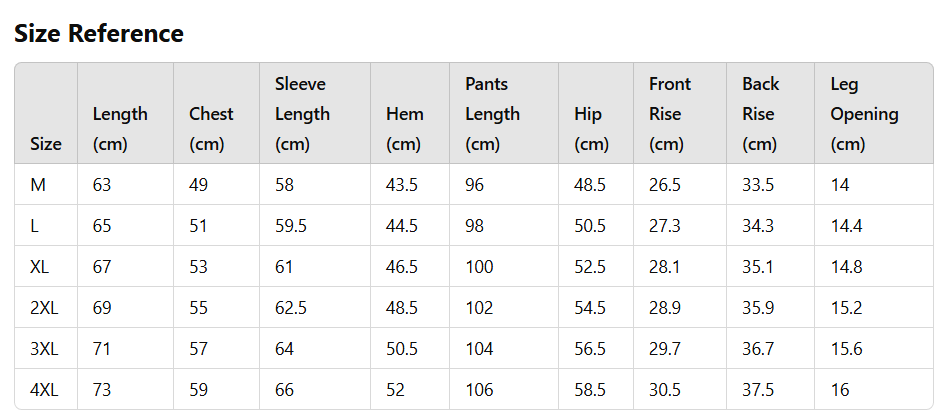 Size Reference
Size Length (cm) Chest (cm) Sleeve Length (cm) Hem (cm) Pants Length (cm) Hip (cm) Front Rise (cm) Back Rise (cm) Leg Opening (cm)
M 63 49 58 43.5 96 48.5 26.5 33.5 14
L 65 51 59.5 44.5 98 50.5 27.3 34.3 14.4
XL 67 53 61 46.5 100 52.5 28.1 35.1 14.8
2XL 69 55 62.5 48.5 102 54.5 28.9 35.9 15.2
3XL 71 57 64 50.5 104 56.5 29.7 36.7 15.6
4XL 73 59 66 52 106 58.5 30.5 37.5 16